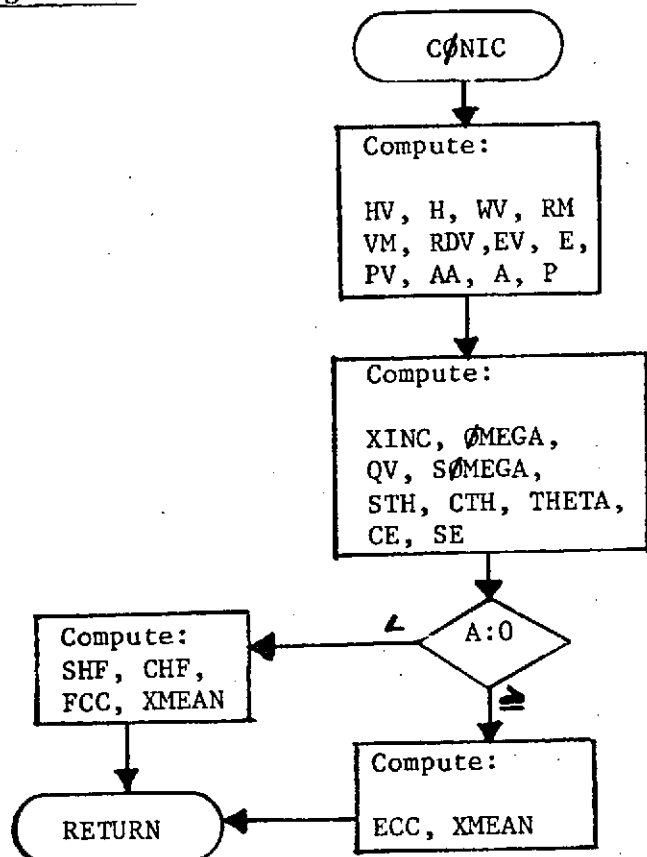 CØNIC
Compute:
HV, H, WV, RM
VM, RDV,EV, E,
PV, AA, A, P
Compute:
XINC, ØMEGA,
QV, SØMEGA,
STH, CTH, THETA,
CE, SE
A:0
<
≥
Compute:
SHF, CHF,
FCC, XMEAN
Compute:
ECC, XMEAN
RETURN